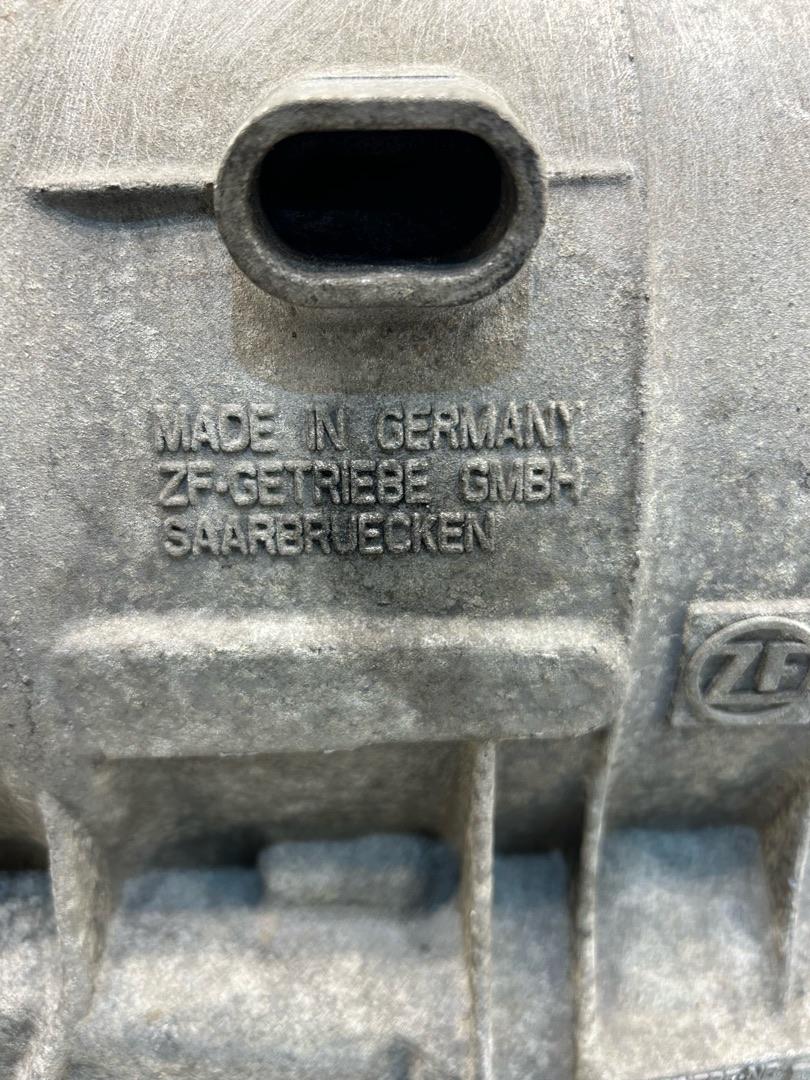 MADE IN GERMANY
ZF-GETRIEBE GMBH
SAARBRUECKEN
ZF